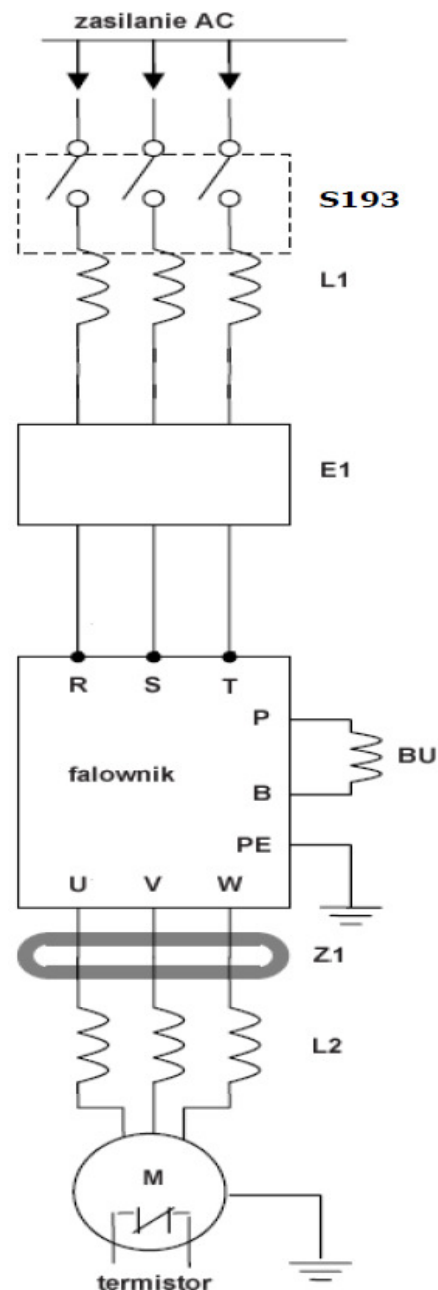 zasilanie AC
S193
L1
E1
R S T
P
falownik
BU
B
PE
U V W
Z1
L2
M
termistor